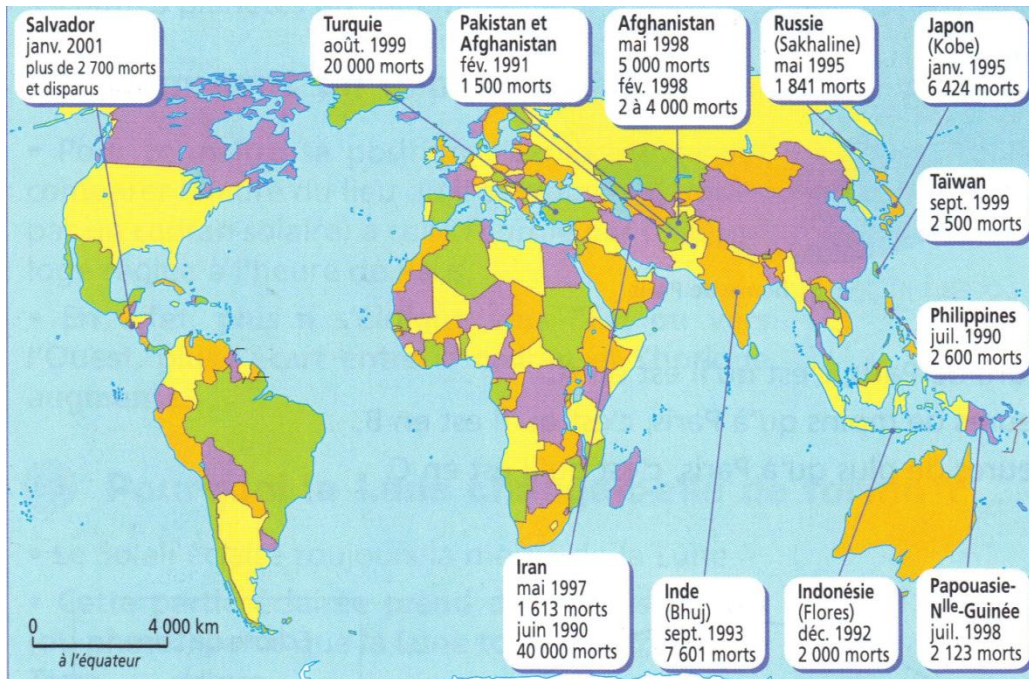 Salvador
janv. 2001
plus de 2 700 morts
et disparus
Turquie
août. 1999
20 000 morts
Pakistan et
Afghanistan
fév. 1991
1 500 morts
Afghanistan
mai 1998
5 000 morts
fév. 1998
2 à 4 000 morts
Russie
(Sakhaline)
mai 1995
1 841 morts
Japon
(Kobe)
janv. 1995
6 424 morts
Taïwan
sept. 1999
2 500 morts
Philippines
juil. 1990
2 600 morts
Iran
mai 1997
1 613 morts
juin 1990
40 000 morts
Inde
(Bhuj)
sept. 1993
7 601 morts
Indonésie
(Flores)
déc. 1992
2 000 morts
Papouasie-
Nlle-Guinée
juil. 1998
2 123 morts
0 4 000 km
à l'équateur